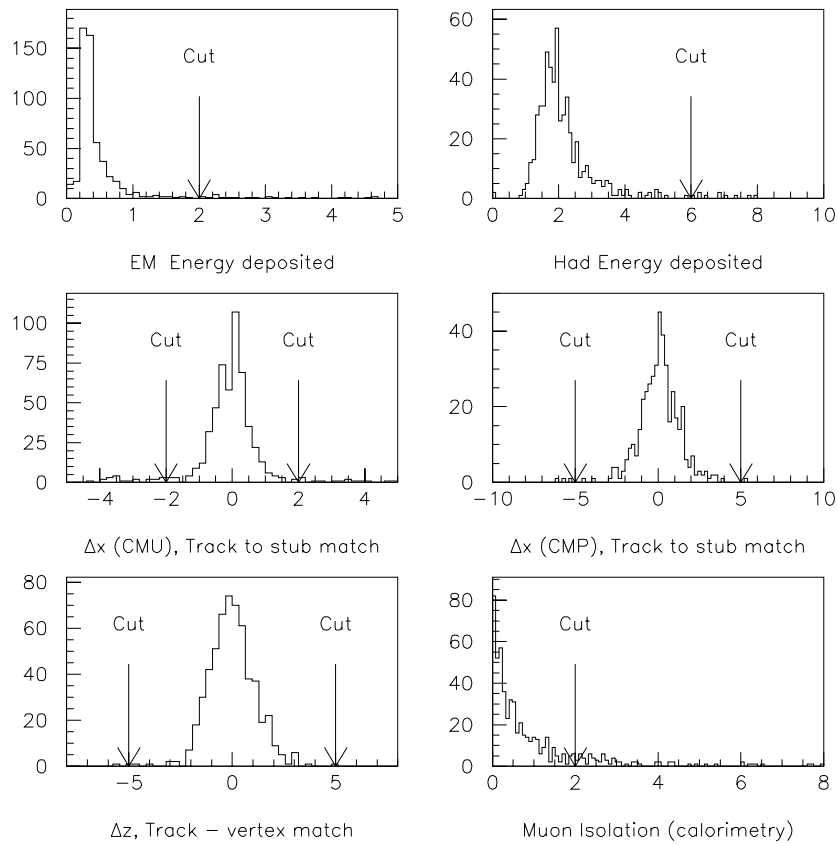 150
100
50
0
Cut
0 1 2 3 4 5
EM Energy deposited
60
40
20
0
Cut
0 2 4 6 8 10
Had Energy deposited
100
75
50
25
0
Cut Cut
−4 −2 0 2 4
Δx (CMU), Track to stub match
40
20
0
Cut Cut
−10 −5 0 5 10
Δx (CMP), Track to stub match
80
60
40
20
0
Cut Cut
−5 0 5
Δz, Track − vertex match
80
60
40
20
0
Cut
0 2 4 6 8
Muon Isolation (calorimetry)